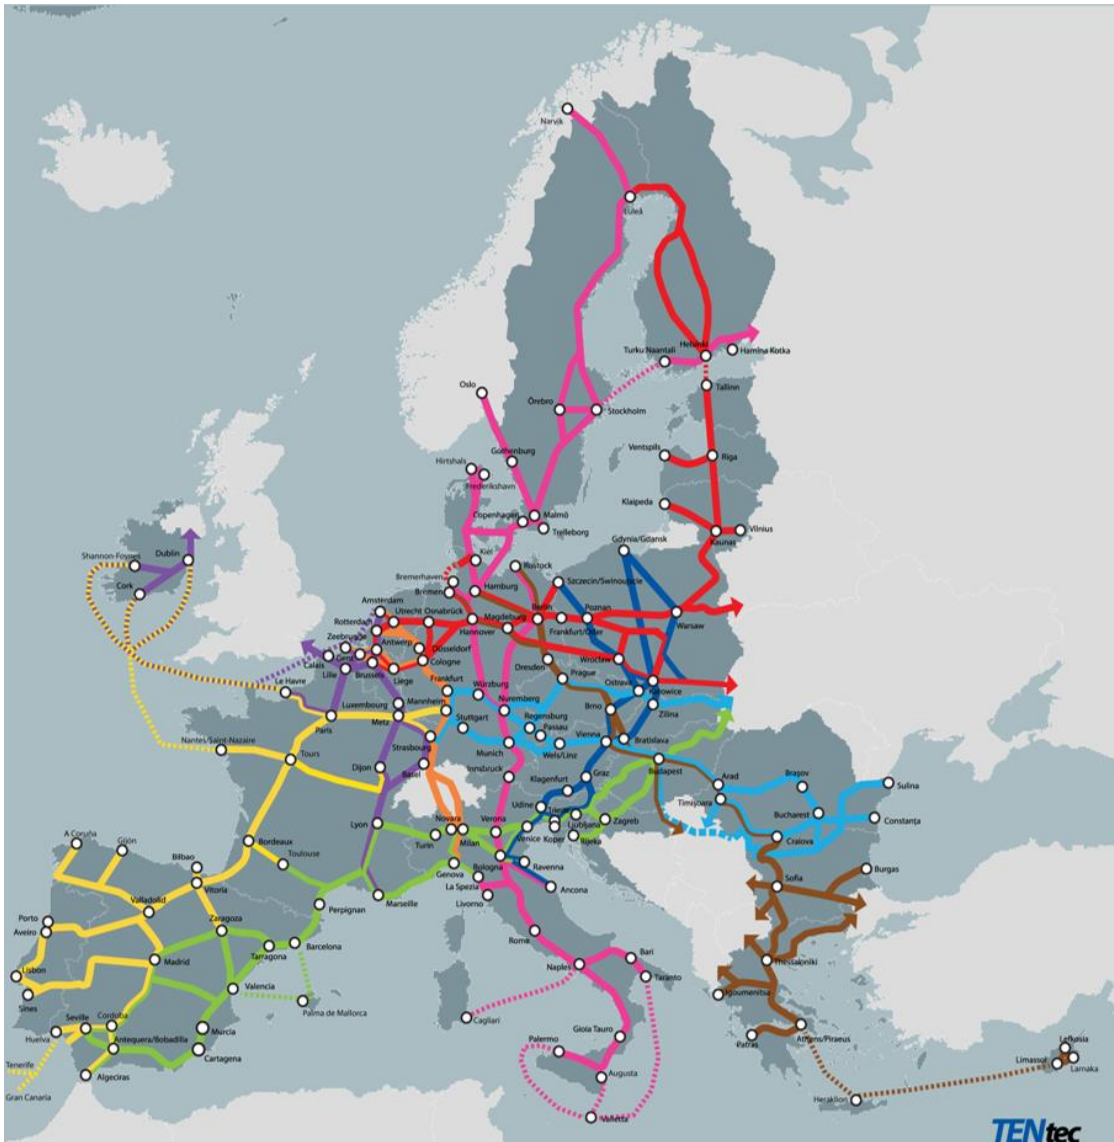 Narvik
Luleå
Turku Naantali
Helsinki
Hamina Kotka
Tallinn
Oslo
Örebro
Stockholm
Ventspils
Riga
Gothenburg
Hirtshals
Frederikshavn
Klaipeda
Copenhagen
Malmö
Trelleborg
Vilnius
Kaunas
Gdynia/Gdansk
Shannon-Foynes
Dublin
Cork
Kiel
Rostock
Bremerhaven
Szczecin/Swinoujscie
Bremen
Hamburg
Amsterdam
Utrecht
Osnabrück
Magdeburg
Berlin
Poznan
Rotterdam
Hannover
Frankfurt/Oder
Warsaw
Zeebrugge
Antwerp
Düsseldorf
Calais
Gent
Cologne
Wrocław
Lille
Brussels
Liege
Dresden
Prague
Frankfurt
Würzburg
Ostrava
Katowice
Le Havre
Luxembourg
Mannheim
Nuremberg
Brno
Zilina
Paris
Metz
Stuttgart
Regensburg
Passau
Nantes/Saint-Nazaire
Strasbourg
Munich
Wels/Linz
Vienna
Bratislava
Tours
Dijon
Basel
Innsbruck
Klagenfurt
Graz
Budapest
Arad
Braşov
Sulina
Timişoara
Udine
Trieste
Lyon
Novara
Verona
Ljubljana
Zagreb
Bucharest
Constanţa
A Coruña
Gijón
Bordeaux
Turin
Milan
Venice
Koper
Rijeka
Craiova
Bilbao
Toulouse
Genova
Bologna
Ravenna
Vitoria
La Spezia
Ancona
Sofia
Burgas
Valladolid
Marseille
Livorno
Perpignan
Porto
Aveiro
Zaragoza
Rome
Madrid
Tarragona
Barcelona
Bari
Thessaloniki
Lisbon
Naples
Taranto
Sines
Valencia
Palma de Mallorca
Igoumenitsa
Cagliari
Seville
Cordoba
Murcia
Huelva
Antequera/Bobadilla
Gioia Tauro
Patras
Athens/Piraeus
Cartagena
Palermo
Lefkosia
Tenerife
Algeciras
Augusta
Limassol
Larnaka
Gran Canaria
Heraklion
Valletta
TENtec